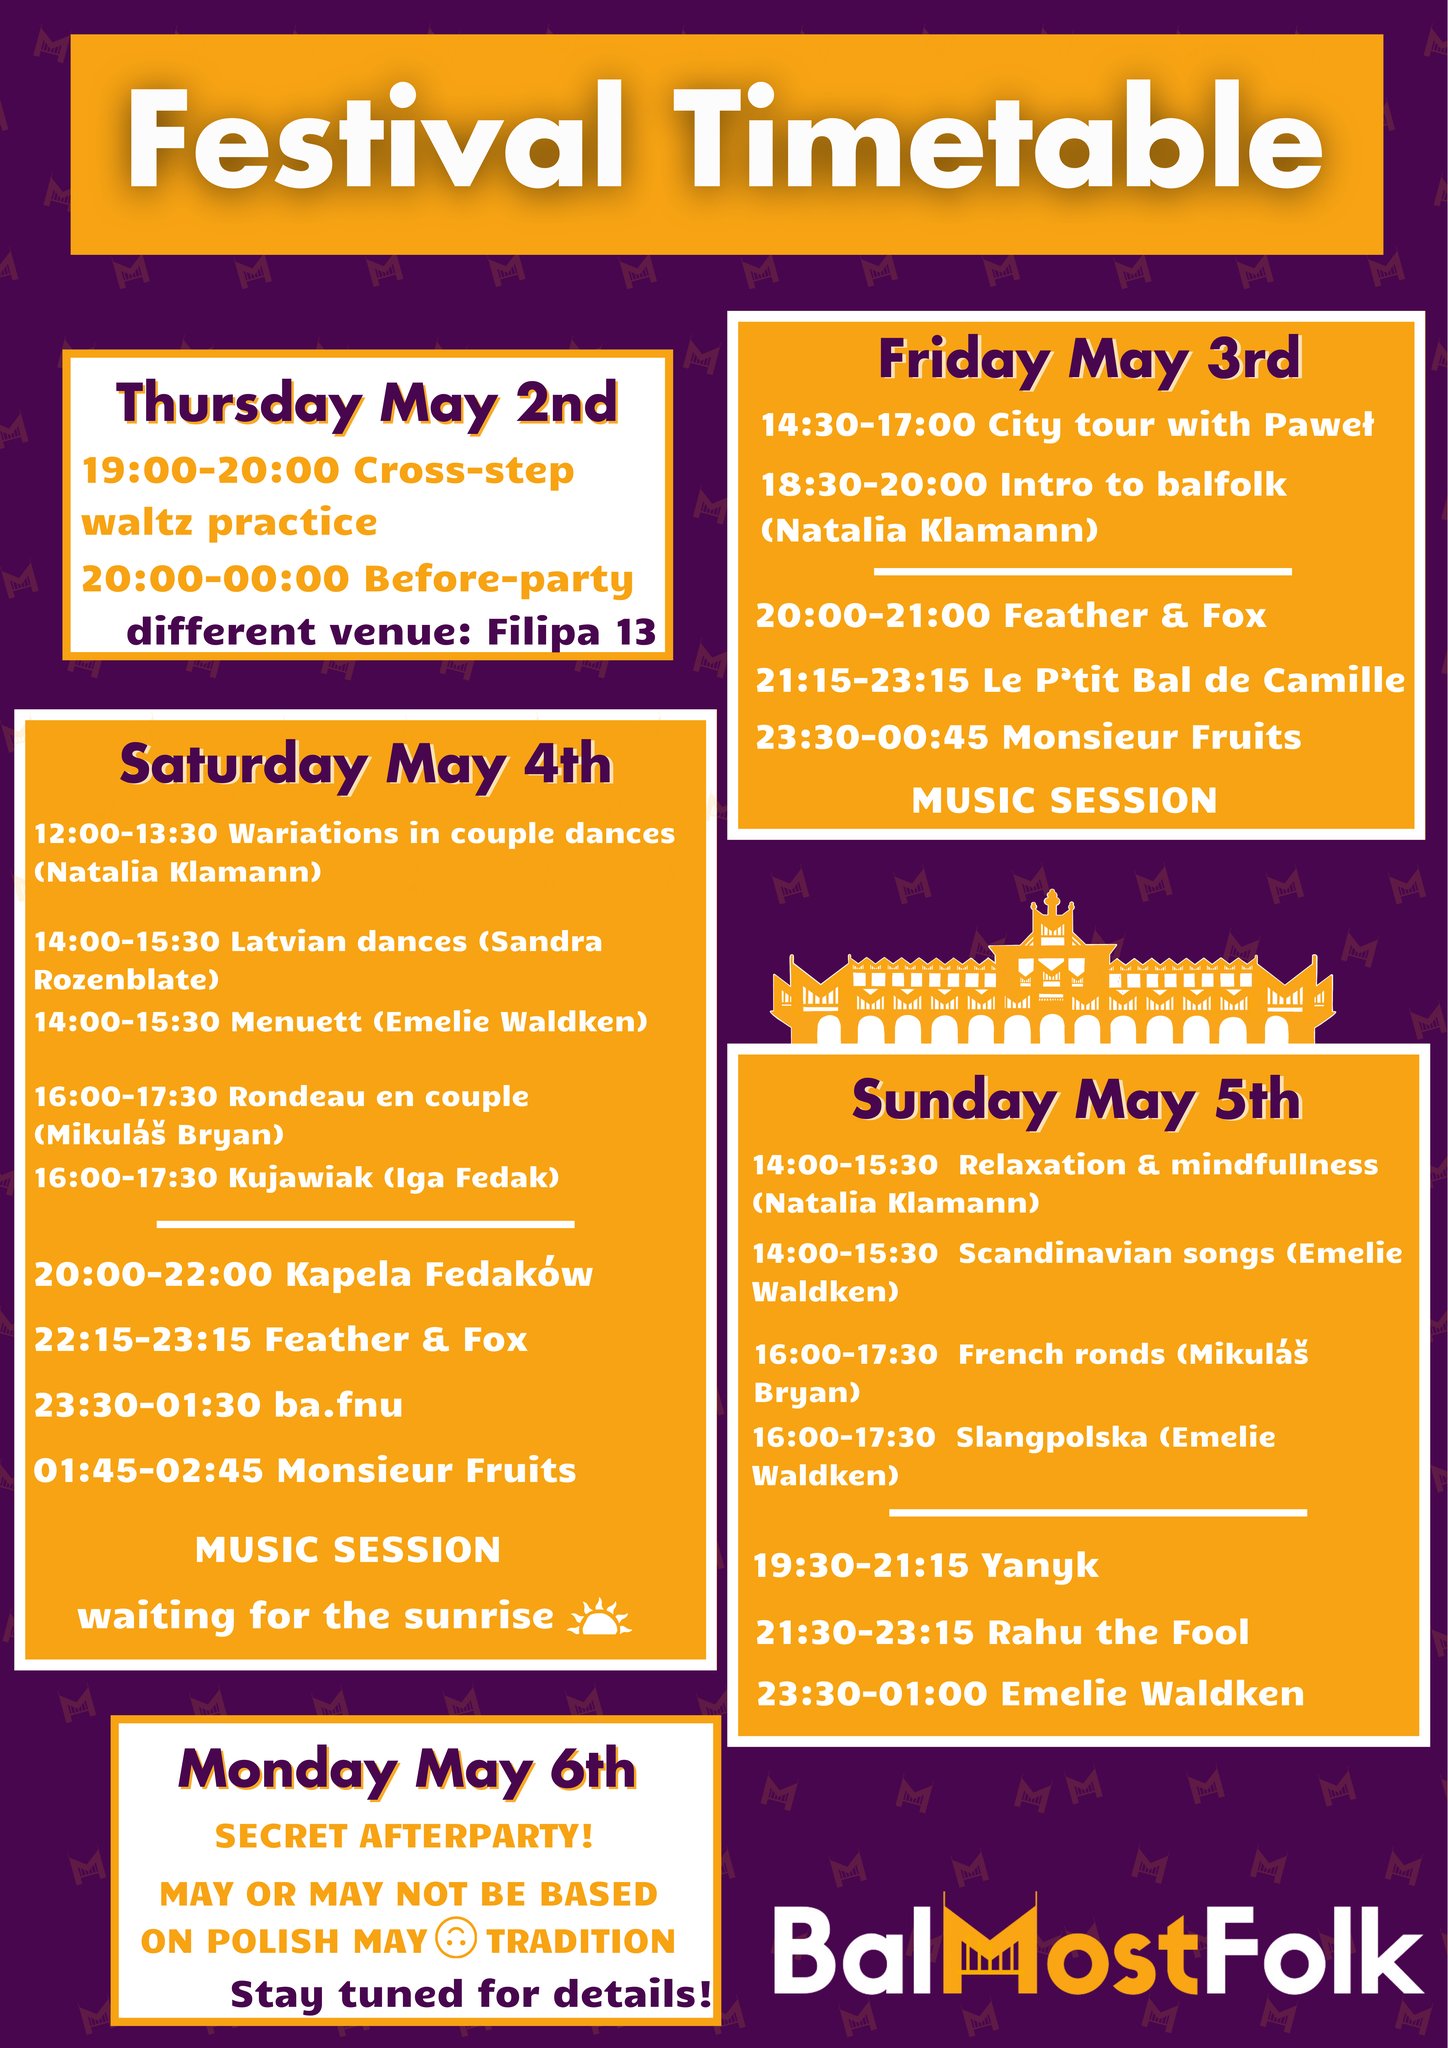 Festival Timetable
Thursday May 2nd
19:00-20:00 Cross-step
waltz practice
20:00-00:00 Before-party
different venue: Filipa 13
Friday May 3rd
14:30-17:00 City tour with Paweł
18:30-20:00 Intro to balfolk
(Natalia Klamann)
20:00-21:00 Feather & Fox
21:15-23:15 Le P'tit Bal de Camille
23:30-00:45 Monsieur Fruits
MUSIC SESSION
Saturday May 4th
12:00-13:30 Wariations in couple dances
(Natalia Klamann)
14:00-15:30 Latvian dances (Sandra
Rozenblate)
14:00-15:30 Menuett (Emelie Waldken)
16:00-17:30 Rondeau en couple
(Mikuláš Bryan)
16:00-17:30 Kujawiak (Iga Fedak)
20:00-22:00 Kapela Fedaków
22:15-23:15 Feather & Fox
23:30-01:30 ba.fnu
01:45-02:45 Monsieur Fruits
MUSIC SESSION
waiting for the sunrise
Sunday May 5th
14:00-15:30 Relaxation & mindfullness
(Natalia Klamann)
14:00-15:30 Scandinavian songs (Emelie
Waldken)
16:00-17:30 French ronds (Mikuláš
Bryan)
16:00-17:30 Slangpolska (Emelie
Waldken)
19:30-21:15 Yanyk
21:30-23:15 Rahu the Fool
23:30-01:00 Emelie Waldken
Monday May 6th
SECRET AFTERPARTY!
MAY OR MAY NOT BE BASED
ON POLISH MAY 🙃 TRADITION
Stay tuned for details!
BalMostFolk